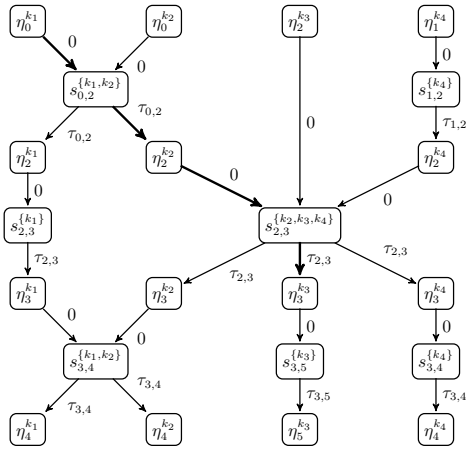 η_0^{k_1} η_0^{k_2} η_2^{k_3} η_1^{k_4}
0 0 0
s_{0,2}^{\{k_1,k_2\}} s_{1,2}^{\{k_4\}}
τ_{0,2} τ_{0,2} 0 τ_{1,2}
η_2^{k_1} η_2^{k_2} η_2^{k_4}
0 0 0
s_{2,3}^{\{k_1\}} s_{2,3}^{\{k_2,k_3,k_4\}}
τ_{2,3} τ_{2,3} τ_{2,3} τ_{2,3}
η_3^{k_1} η_3^{k_2} η_3^{k_3} η_3^{k_4}
0 0 0 0
s_{3,4}^{\{k_1,k_2\}} s_{3,5}^{\{k_3\}} s_{3,4}^{\{k_4\}}
τ_{3,4} τ_{3,4} τ_{3,5} τ_{3,4}
η_4^{k_1} η_4^{k_2} η_5^{k_3} η_4^{k_4}